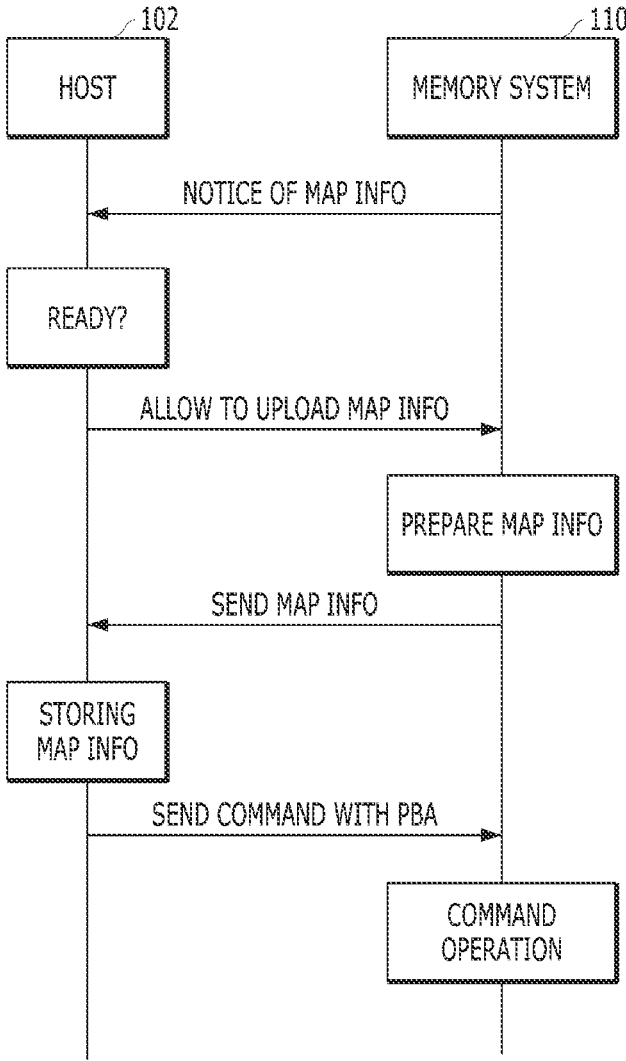 102
110
HOST
MEMORY SYSTEM
NOTICE OF MAP INFO
READY?
ALLOW TO UPLOAD MAP INFO
PREPARE MAP INFO
SEND MAP INFO
STORING
MAP INFO
SEND COMMAND WITH PBA
COMMAND
OPERATION